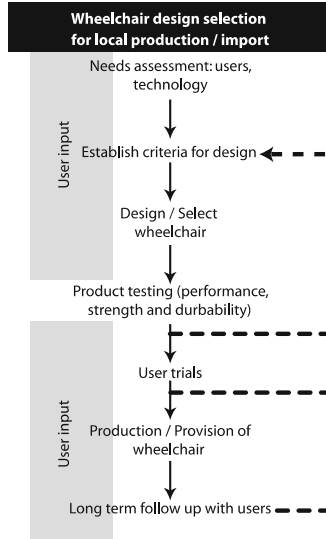 Wheelchair design selection
for local production / import
Needs assessment: users,
technology
User input
Establish criteria for design
Design / Select
wheelchair
Product testing (performance,
strength and durbability)
User trials
User input
Production / Provision of
wheelchair
Long term follow up with users